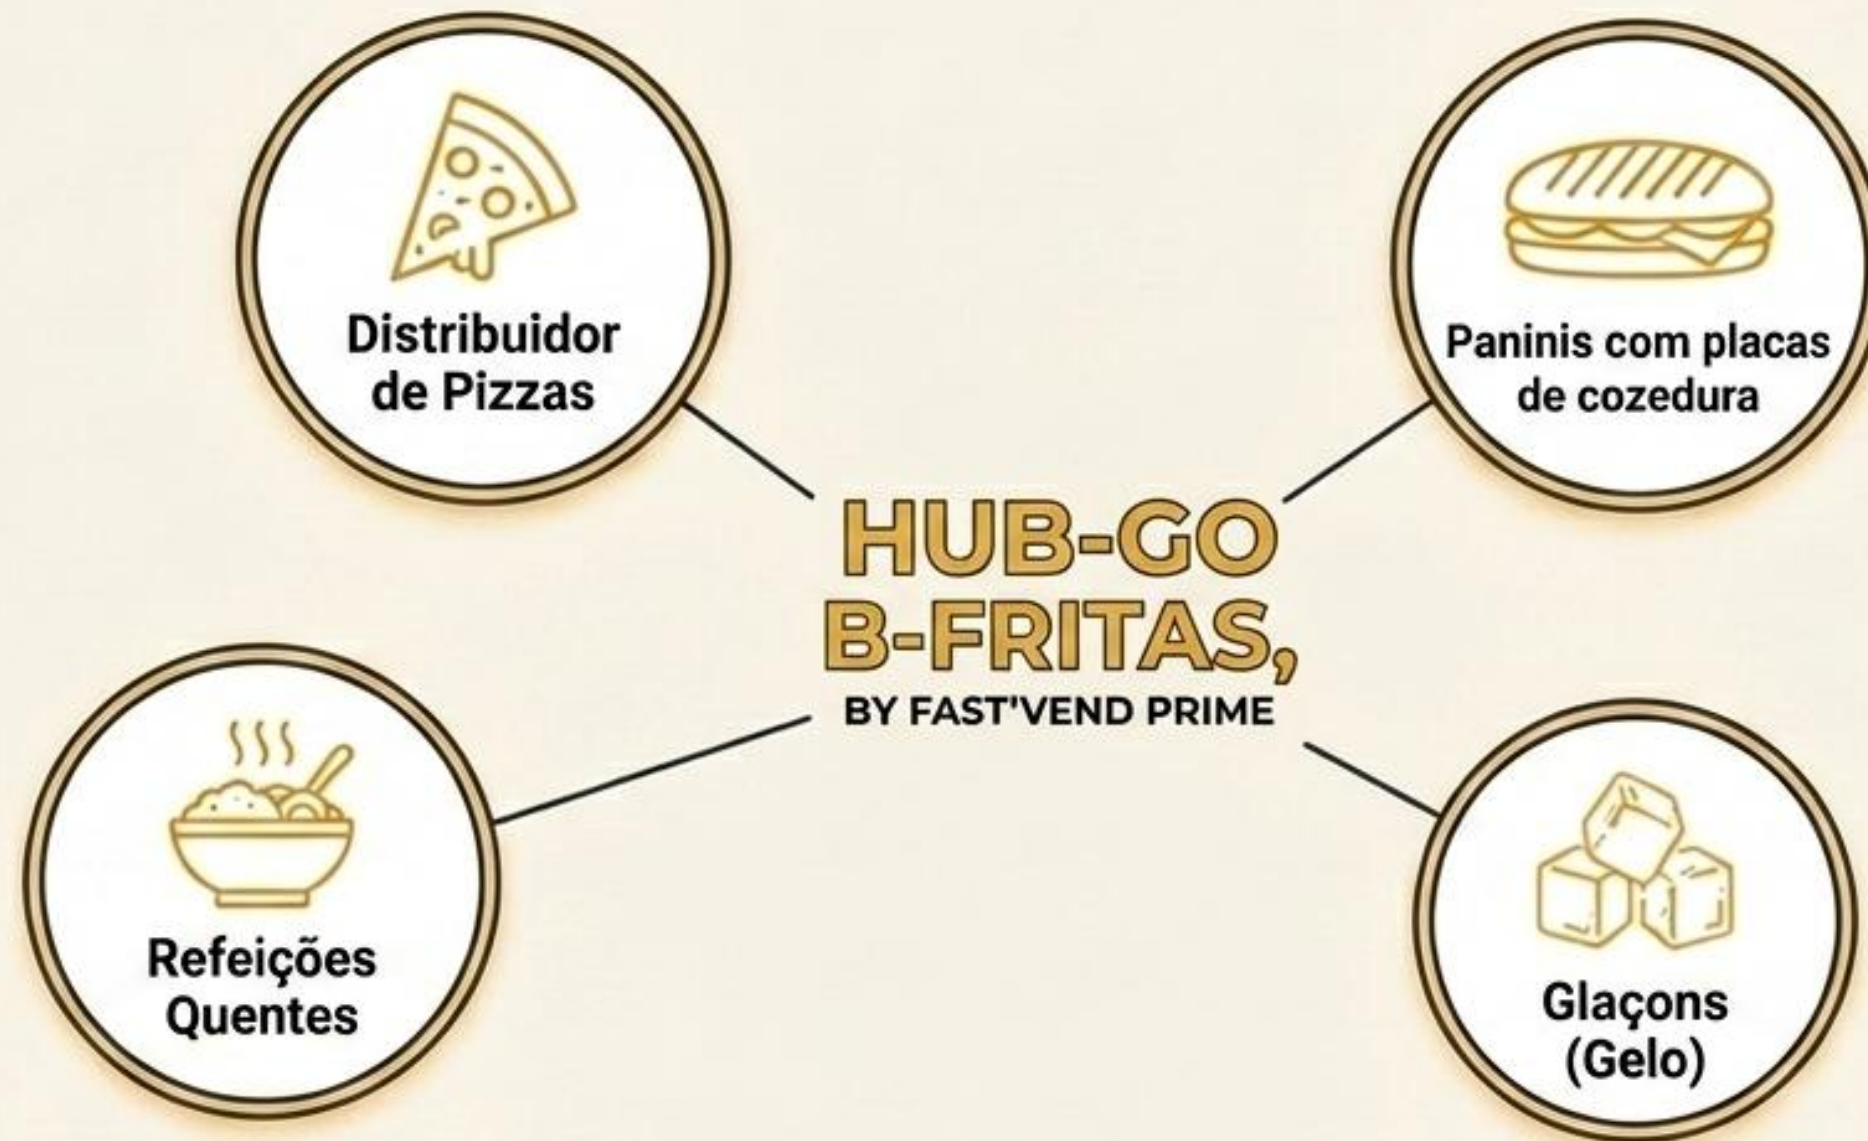 Distribuidor
de Pizzas
Paninis com placas
de cozedura
HUB-GO
B-FRITAS,
BY FAST'VEND PRIME
Refeições
Quentes
Glaçons
(Gelo)